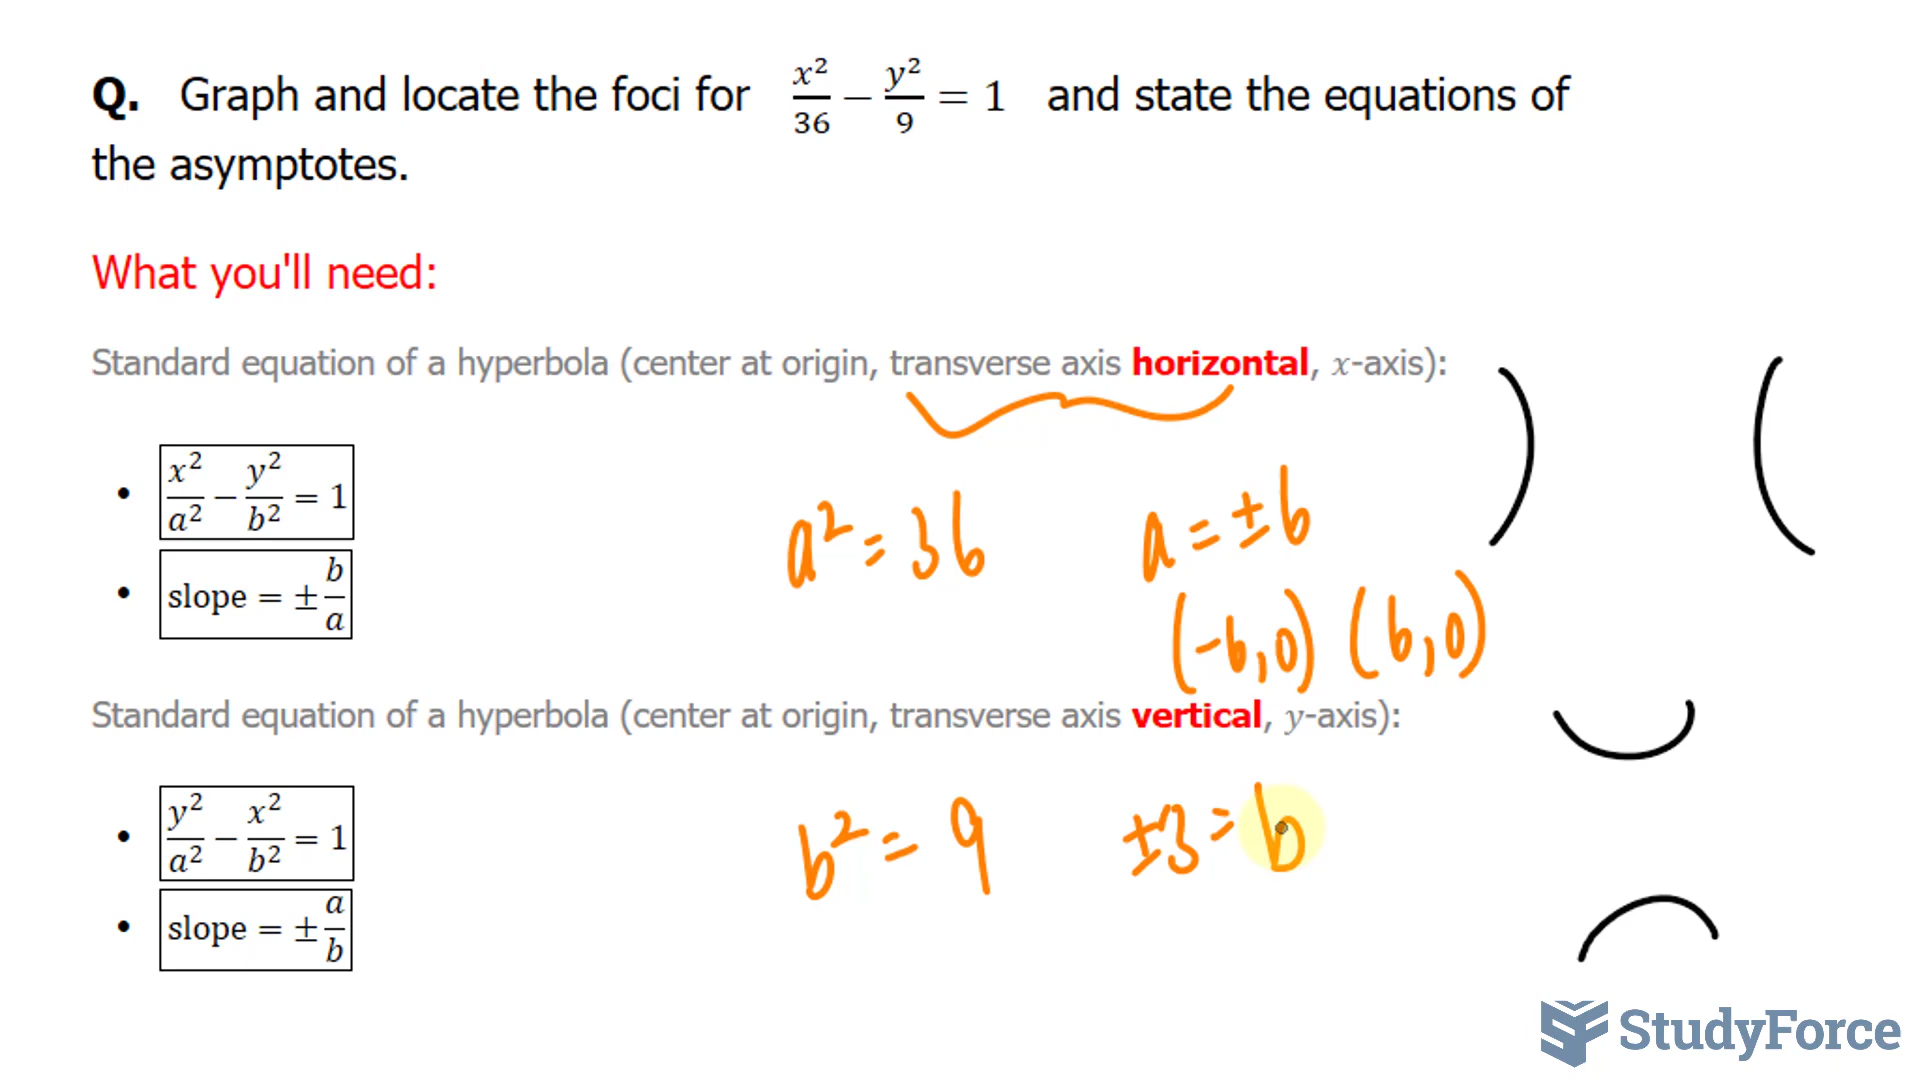 Q. Graph and locate the foci for x²/36 − y²/9 = 1 and state the equations of
the asymptotes.
What you'll need:
Standard equation of a hyperbola (center at origin, transverse axis horizontal, x-axis):
• x²/a² − y²/b² = 1
a² = 36 a = ±6
• slope = ± b/a
(-6,0) (6,0)
Standard equation of a hyperbola (center at origin, transverse axis vertical, y-axis):
• y²/a² − x²/b² = 1
b² = 9 ±3 = b
• slope = ± a/b
StudyForce